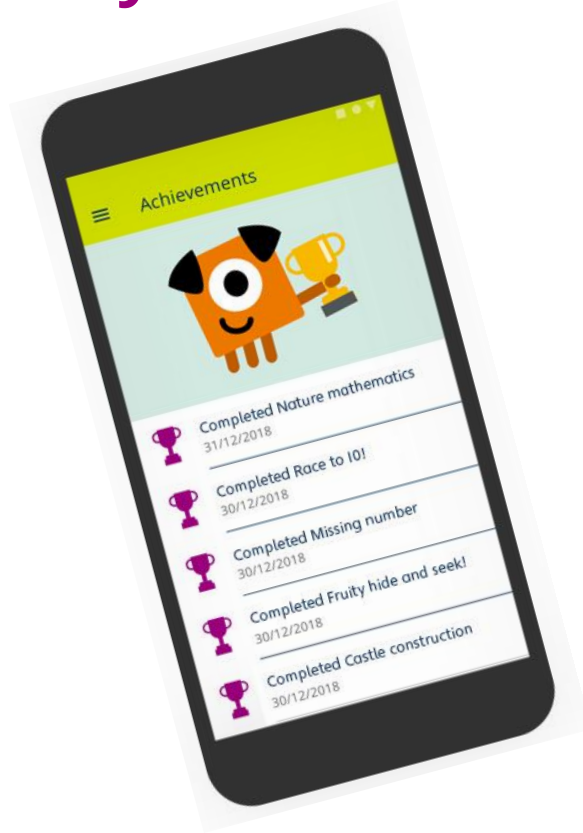 Achievements
Completed Nature mathematics
31/12/2018
Completed Race to 10!
30/12/2018
Completed Missing number
30/12/2018
Completed Fruity hide and seek!
30/12/2018
Completed Castle construction
30/12/2018